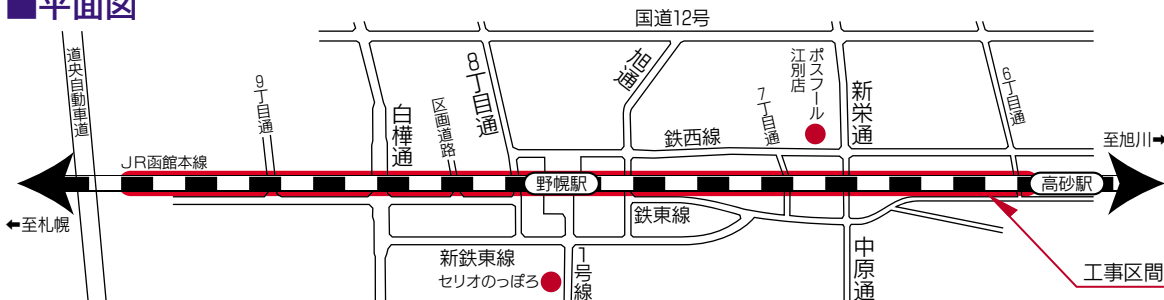 ■平面図
国道12号
道央自動車道
9丁目通
白樺通
区画道路
8丁目通
旭通
7丁目通
ポスフール
江別店
新栄通
6丁目通
鉄西線
至旭川➡
JR函館本線
野幌駅
高砂駅
⬅至札幌
鉄東線
新鉄東線
セリオのっぽろ
1号線
中原通
工事区間